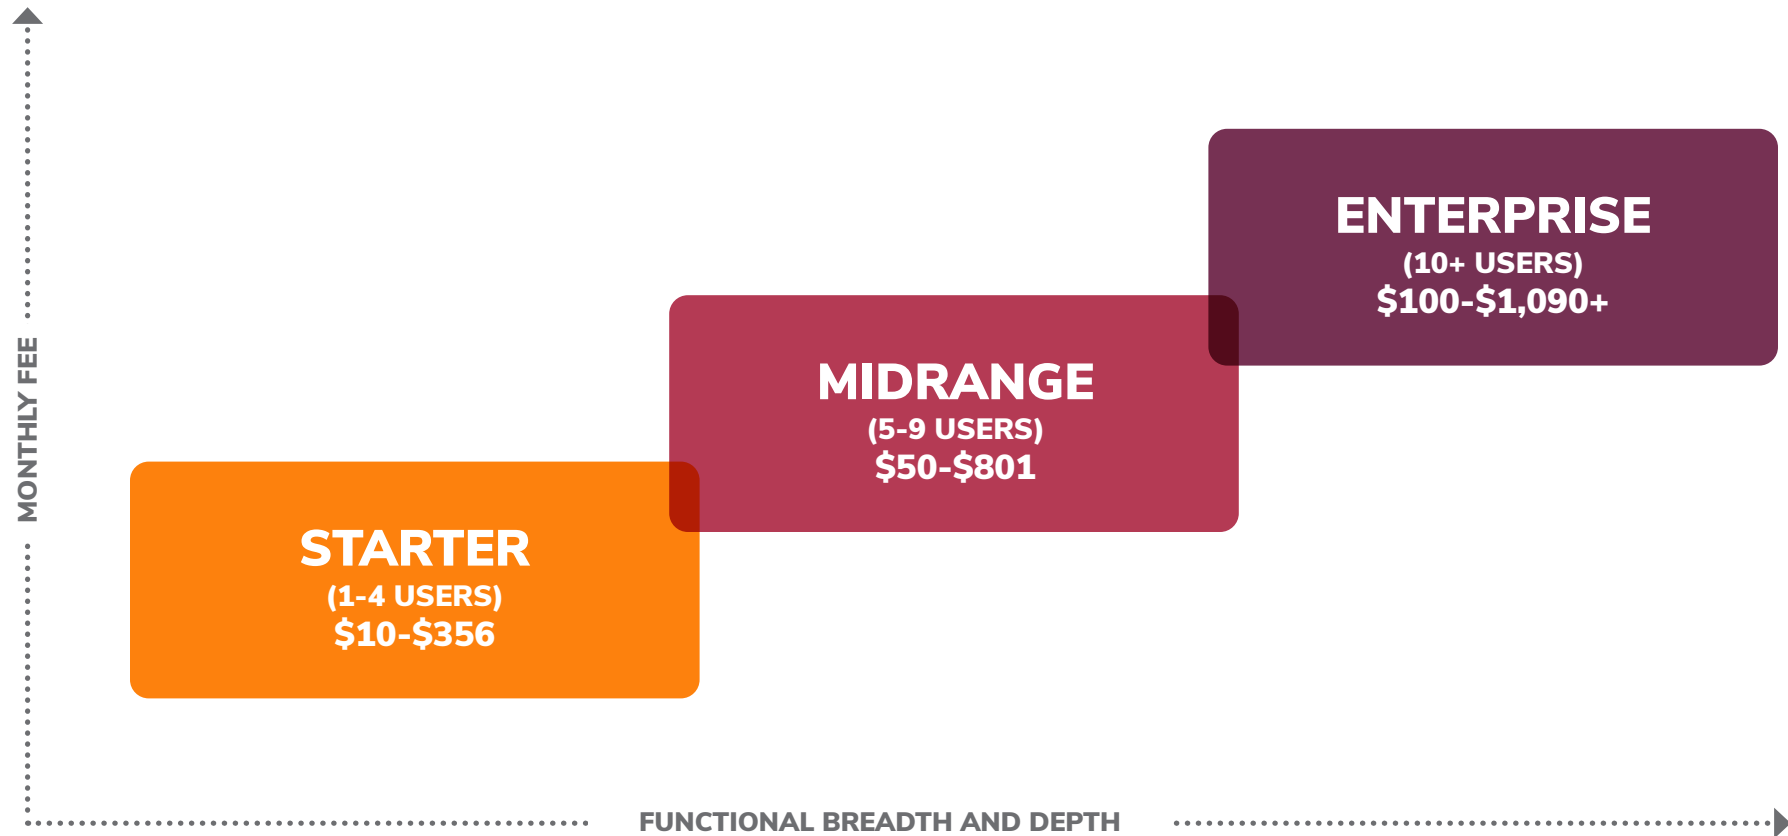 MONTHLY FEE
ENTERPRISE
(10+ USERS)
$100-$1,090+
MIDRANGE
(5-9 USERS)
$50-$801
STARTER
(1-4 USERS)
$10-$356
FUNCTIONAL BREADTH AND DEPTH